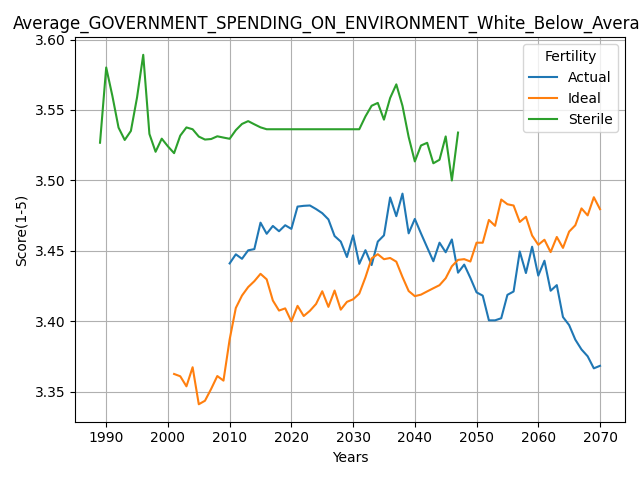 Average_GOVERNMENT_SPENDING_ON_ENVIRONMENT_White_Below_Avera
3.60
3.55
3.50
3.45
3.40
3.35
Score(1-5)
Fertility
Actual
Ideal
Sterile
1990 2000 2010 2020 2030 2040 2050 2060 2070
Years